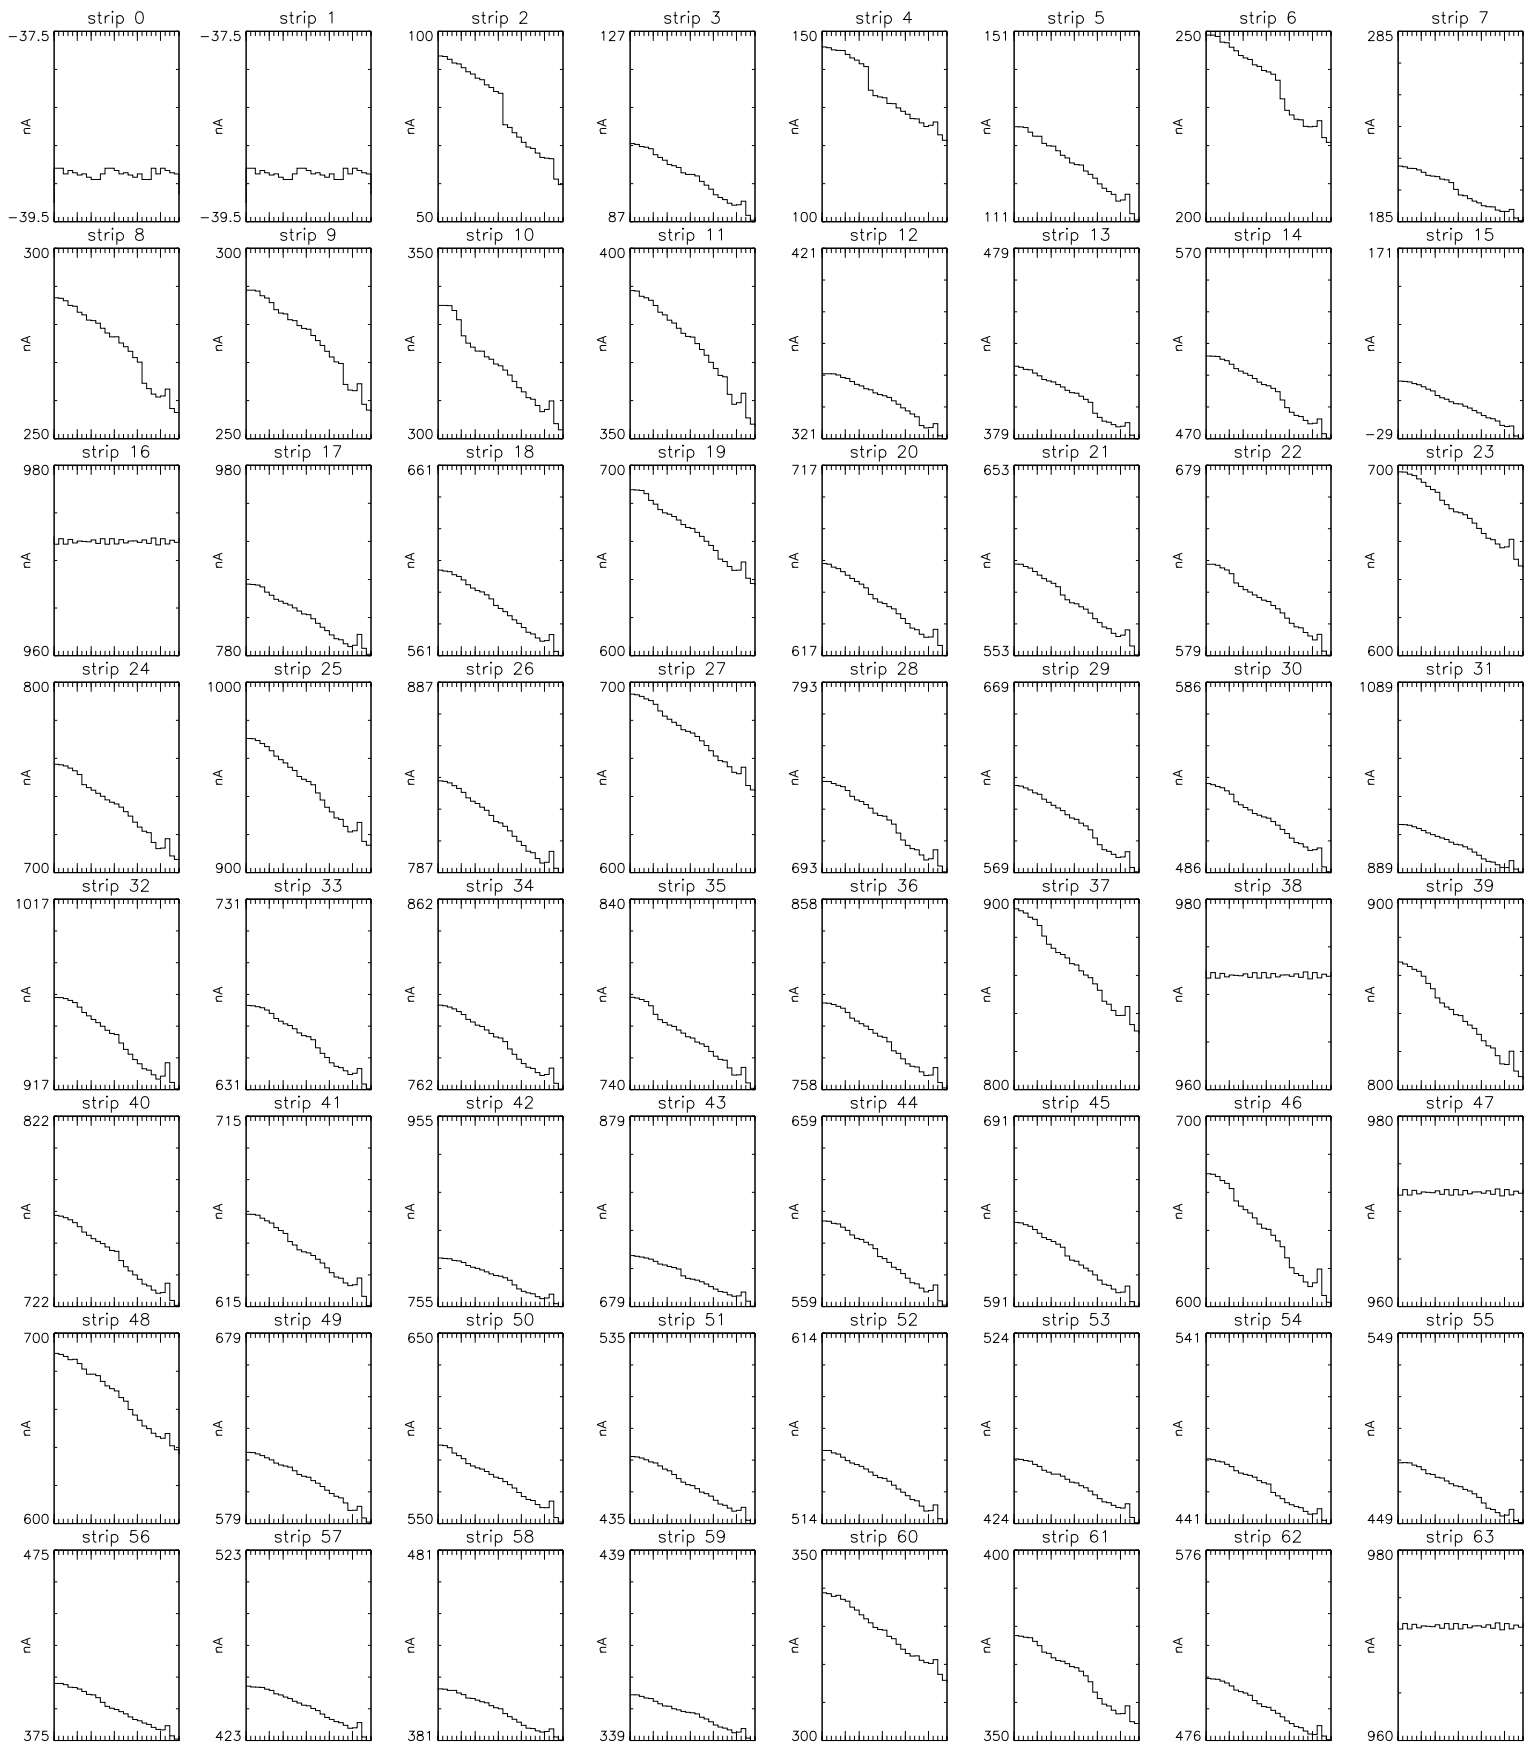 strip 0 strip 1 strip 2 strip 3 strip 4 strip 5 strip 6 strip 7
−37.5 −37.5 100 127 150 151 250 285
nA nA nA nA nA nA nA nA
−39.5 −39.5 50 87 100 111 200 185
strip 8 strip 9 strip 10 strip 11 strip 12 strip 13 strip 14 strip 15
300 300 350 400 421 479 570 171
nA nA nA nA nA nA nA nA
250 250 300 350 321 379 470 −29
strip 16 strip 17 strip 18 strip 19 strip 20 strip 21 strip 22 strip 23
980 980 661 700 717 653 679 700
nA nA nA nA nA nA nA nA
960 780 561 600 617 553 579 600
strip 24 strip 25 strip 26 strip 27 strip 28 strip 29 strip 30 strip 31
800 1000 887 700 793 669 586 1089
nA nA nA nA nA nA nA nA
700 900 787 600 693 569 486 889
strip 32 strip 33 strip 34 strip 35 strip 36 strip 37 strip 38 strip 39
1017 731 862 840 858 900 980 900
nA nA nA nA nA nA nA nA
917 631 762 740 758 800 960 800
strip 40 strip 41 strip 42 strip 43 strip 44 strip 45 strip 46 strip 47
822 715 955 879 659 691 700 980
nA nA nA nA nA nA nA nA
722 615 755 679 559 591 600 960
strip 48 strip 49 strip 50 strip 51 strip 52 strip 53 strip 54 strip 55
700 679 650 535 614 524 541 549
nA nA nA nA nA nA nA nA
600 579 550 435 514 424 441 449
strip 56 strip 57 strip 58 strip 59 strip 60 strip 61 strip 62 strip 63
475 523 481 439 350 400 576 980
nA nA nA nA nA nA nA nA
375 423 381 339 300 350 476 960